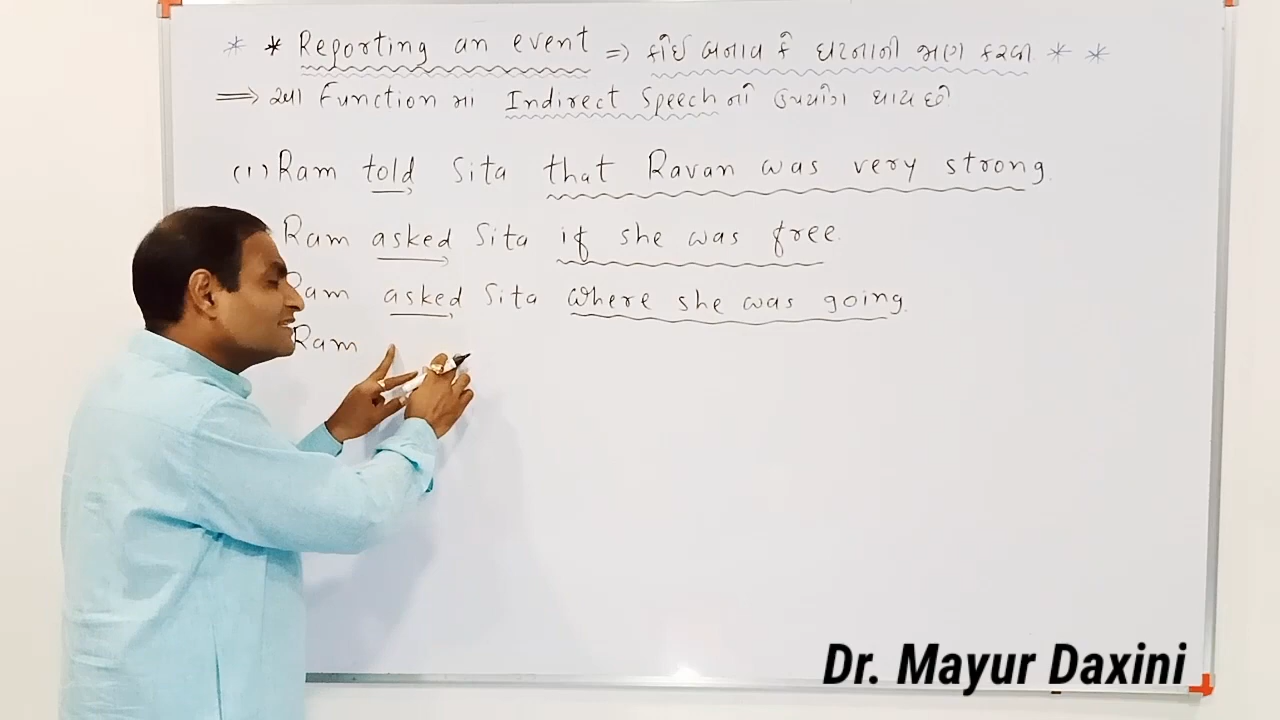 * * Reporting an event ⇒ કોઈ બનાવ કે ઘટનાની જાણ કરવી * *
⟹ આ Function માં Indirect Speech નો ઉપયોગ થાય છે
(1) Ram told Sita that Ravan was very strong.
Ram asked Sita if she was free.
Ram asked Sita where she was going.
Ram
Dr. Mayur Daxini